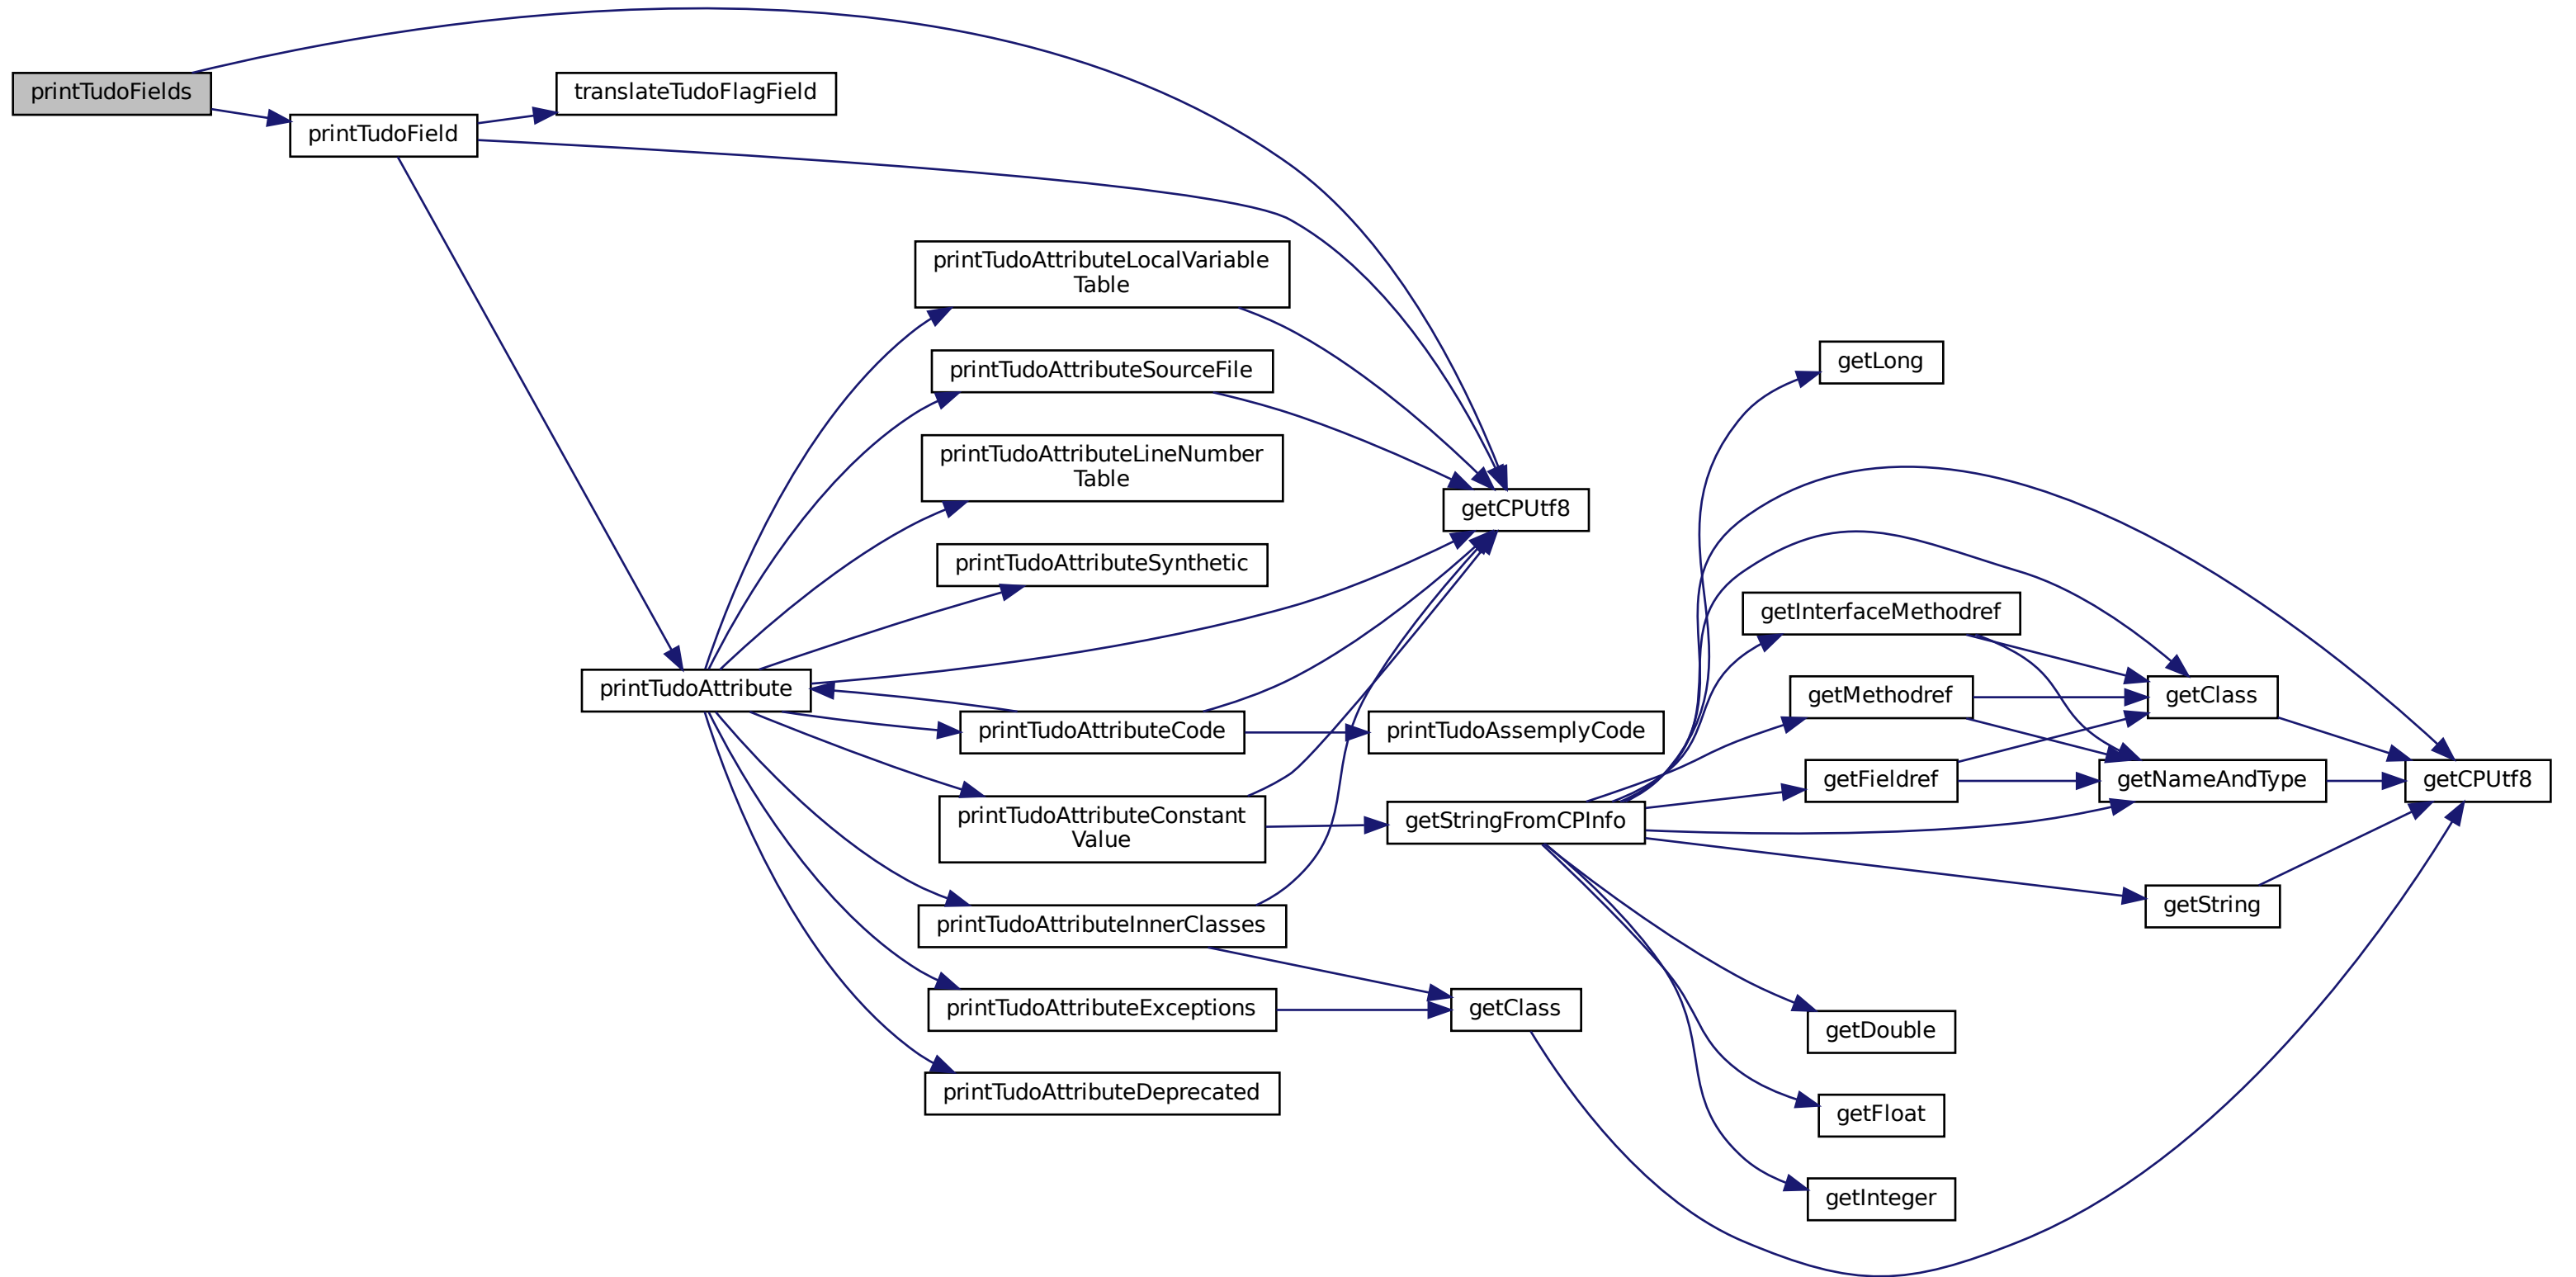 printTudoFields
translateTudoFlagField
printTudoField
printTudoAttributeLocalVariable
Table
printTudoAttributeSourceFile
getLong
printTudoAttributeLineNumber
Table
getCPUtf8
printTudoAttributeSynthetic
getInterfaceMethodref
printTudoAttribute
getMethodref
getClass
printTudoAttributeCode
printTudoAssemplyCode
getFieldref
getNameAndType
getCPUtf8
printTudoAttributeConstant
Value
getStringFromCPInfo
getString
printTudoAttributeInnerClasses
printTudoAttributeExceptions
getClass
getDouble
printTudoAttributeDeprecated
getFloat
getInteger